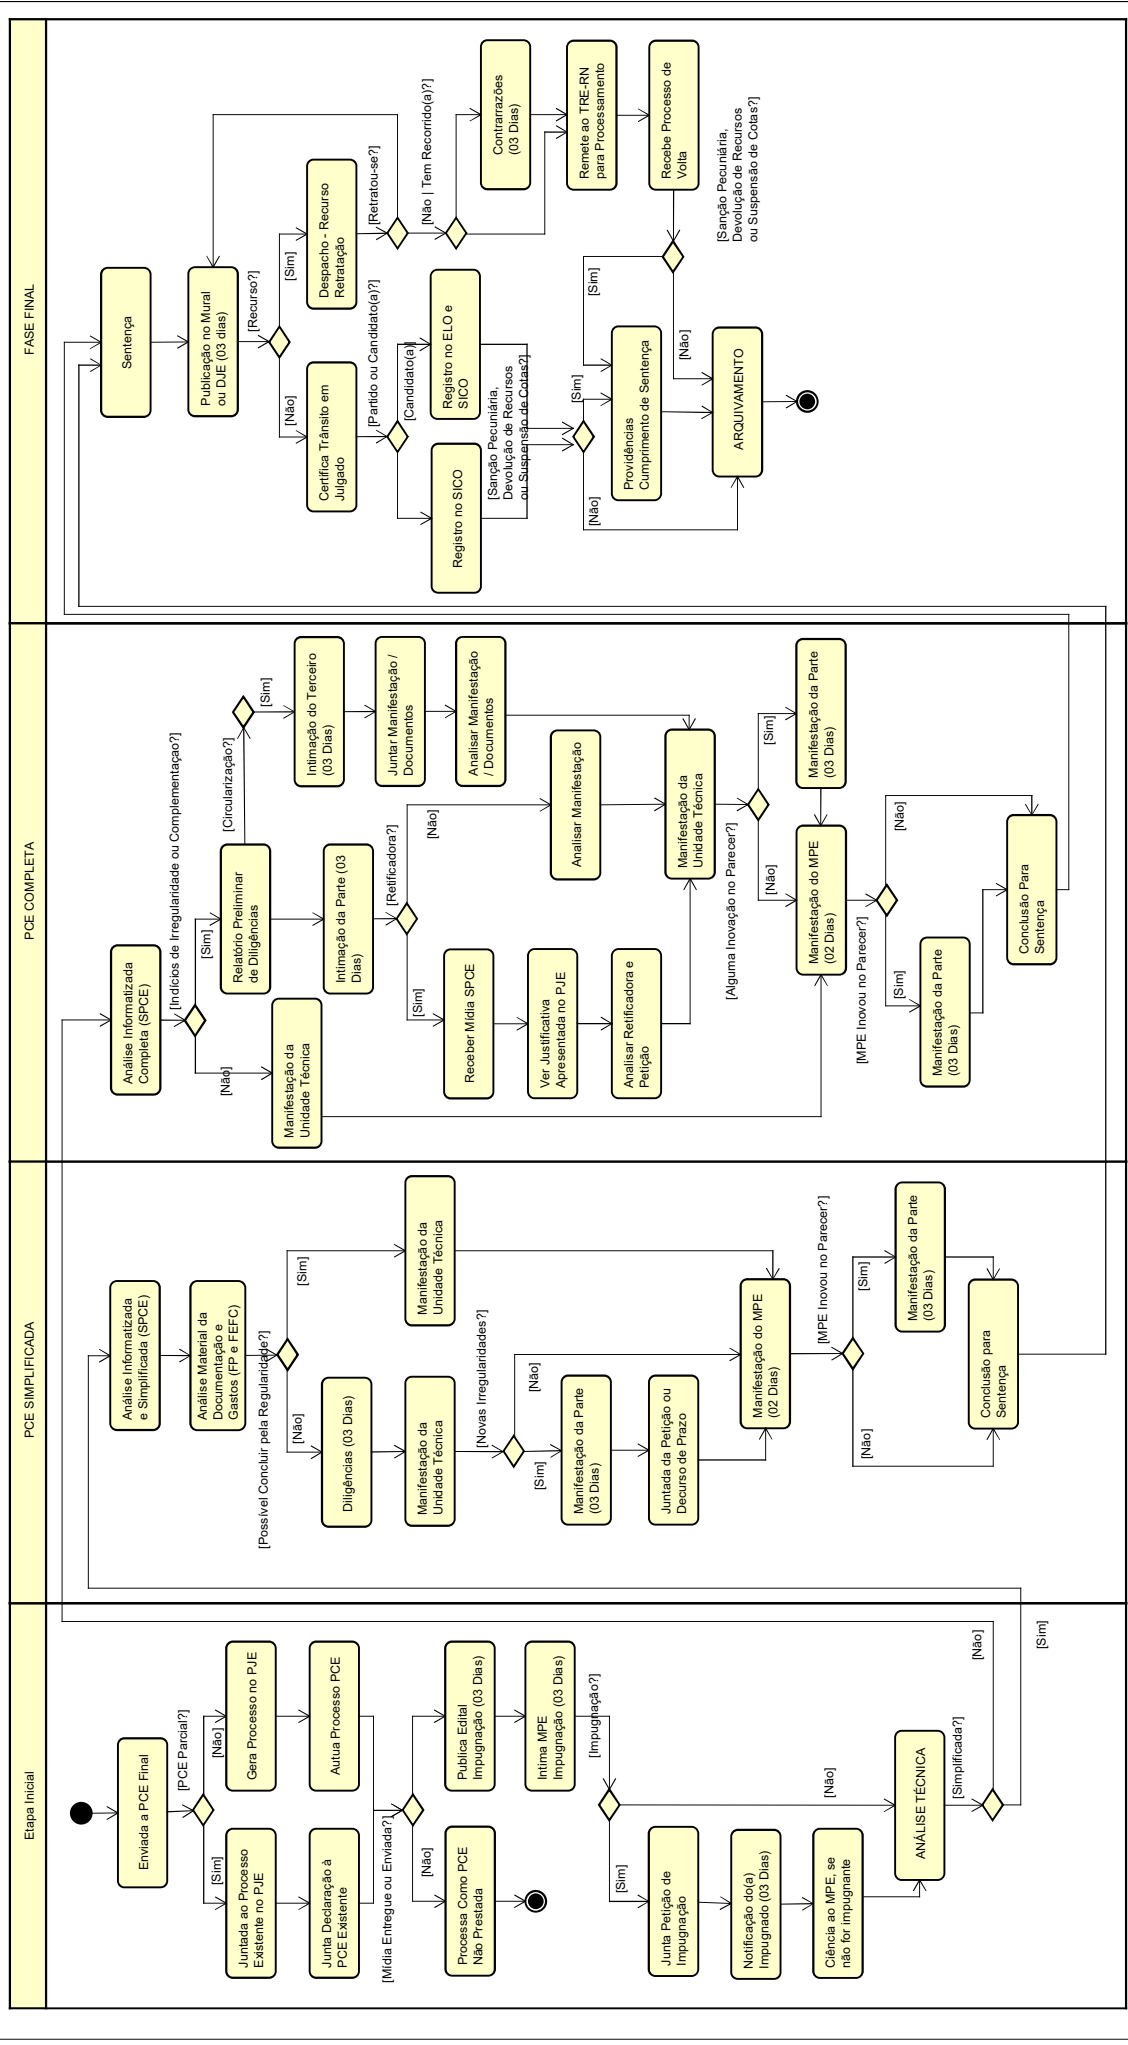 Etapa Inicial
Enviada a PCE Final
[PCE Parcial?]
[Sim]
[Não]
Juntada ao Processo
Existente no PJE
Gera Processo no PJE
Junta Declaração à
PCE Existente
Autua Processo PCE
[Mídia Entregue ou Enviada?]
[Não]
Processa Como PCE
Não Prestada
Publica Edital
Impugnação (03 Dias)
Intima MPE
Impugnação (03 Dias)
[Impugnação?]
[Sim]
[Não]
Junta Petição de
Impugnação
Notificação do(a)
Impugnado (03 Dias)
Ciência ao MPE, se
não for impugnante
ANÁLISE TÉCNICA
[Simplificada?]
[Não]
[Sim]
PCE SIMPLIFICADA
Análise Informatizada
e Simplificada (SPCE)
Análise Material da
Documentação e
Gastos (FP e FEFC)
[Possível Concluir pela Regularidade?]
[Não]
[Sim]
Diligências (03 Dias)
Manifestação da
Unidade Técnica
Manifestação da
Unidade Técnica
[Novas Irregularidades?]
[Sim]
[Não]
Manifestação da Parte
(03 Dias)
Juntada da Petição ou
Decurso de Prazo
Manifestação do MPE
(02 Dias)
[MPE Inovou no Parecer?]
[Não]
[Sim]
Manifestação da Parte
(03 Dias)
Conclusão para
Sentença
PCE COMPLETA
Análise Informatizada
Completa (SPCE)
[Indícios de Irregularidade ou Complementaçao?]
[Não]
[Sim]
Manifestação da
Unidade Técnica
Relatório Preliminar
de Diligências
[Circularização?]
[Sim]
Intimação do Terceiro
(03 Dias)
Juntar Manifestação /
Documentos
Analisar Manifestação
/ Documentos
Intimação da Parte (03
Dias)
[Retificadora?]
[Sim]
[Não]
Receber Mídia SPCE
Ver Justificativa
Apresentada no PJE
Analisar Retificadora e
Petição
Analisar Manifestação
Manifestação da
Unidade Técnica
[Alguma Inovação no Parecer?]
[Não]
[Sim]
Manifestação do MPE
(02 Dias)
Manifestação da Parte
(03 Dias)
[MPE Inovou no Parecer?]
[Sim]
[Não]
Manifestação da Parte
(03 Dias)
Conclusão Para
Sentença
FASE FINAL
Sentença
Publicação no Mural
ou DJE (03 dias)
[Recurso?]
[Não]
[Sim]
Certifica Trânsito em
Julgado
Despacho - Recurso
Retratação
[Retratou-se?]
[Não | Tem Recorrido(a)?]
Contrarrazões
(03 Dias)
Remete ao TRE-RN
para Processamento
Recebe Processo de
Volta
[Sanção Pecuniária,
Devolução de Recursos
ou Suspensão de Cotas?]
[Partido ou Candidato(a)?]
[Candidato(a)]
Registro no SICO
Registro no ELO e
SICO
[Sanção Pecuniária,
Devolução de Recursos
ou Suspensão de Cotas?]
[Não]
[Sim]
[Sim]
[Não]
Providências
Cumprimento de Sentença
ARQUIVAMENTO